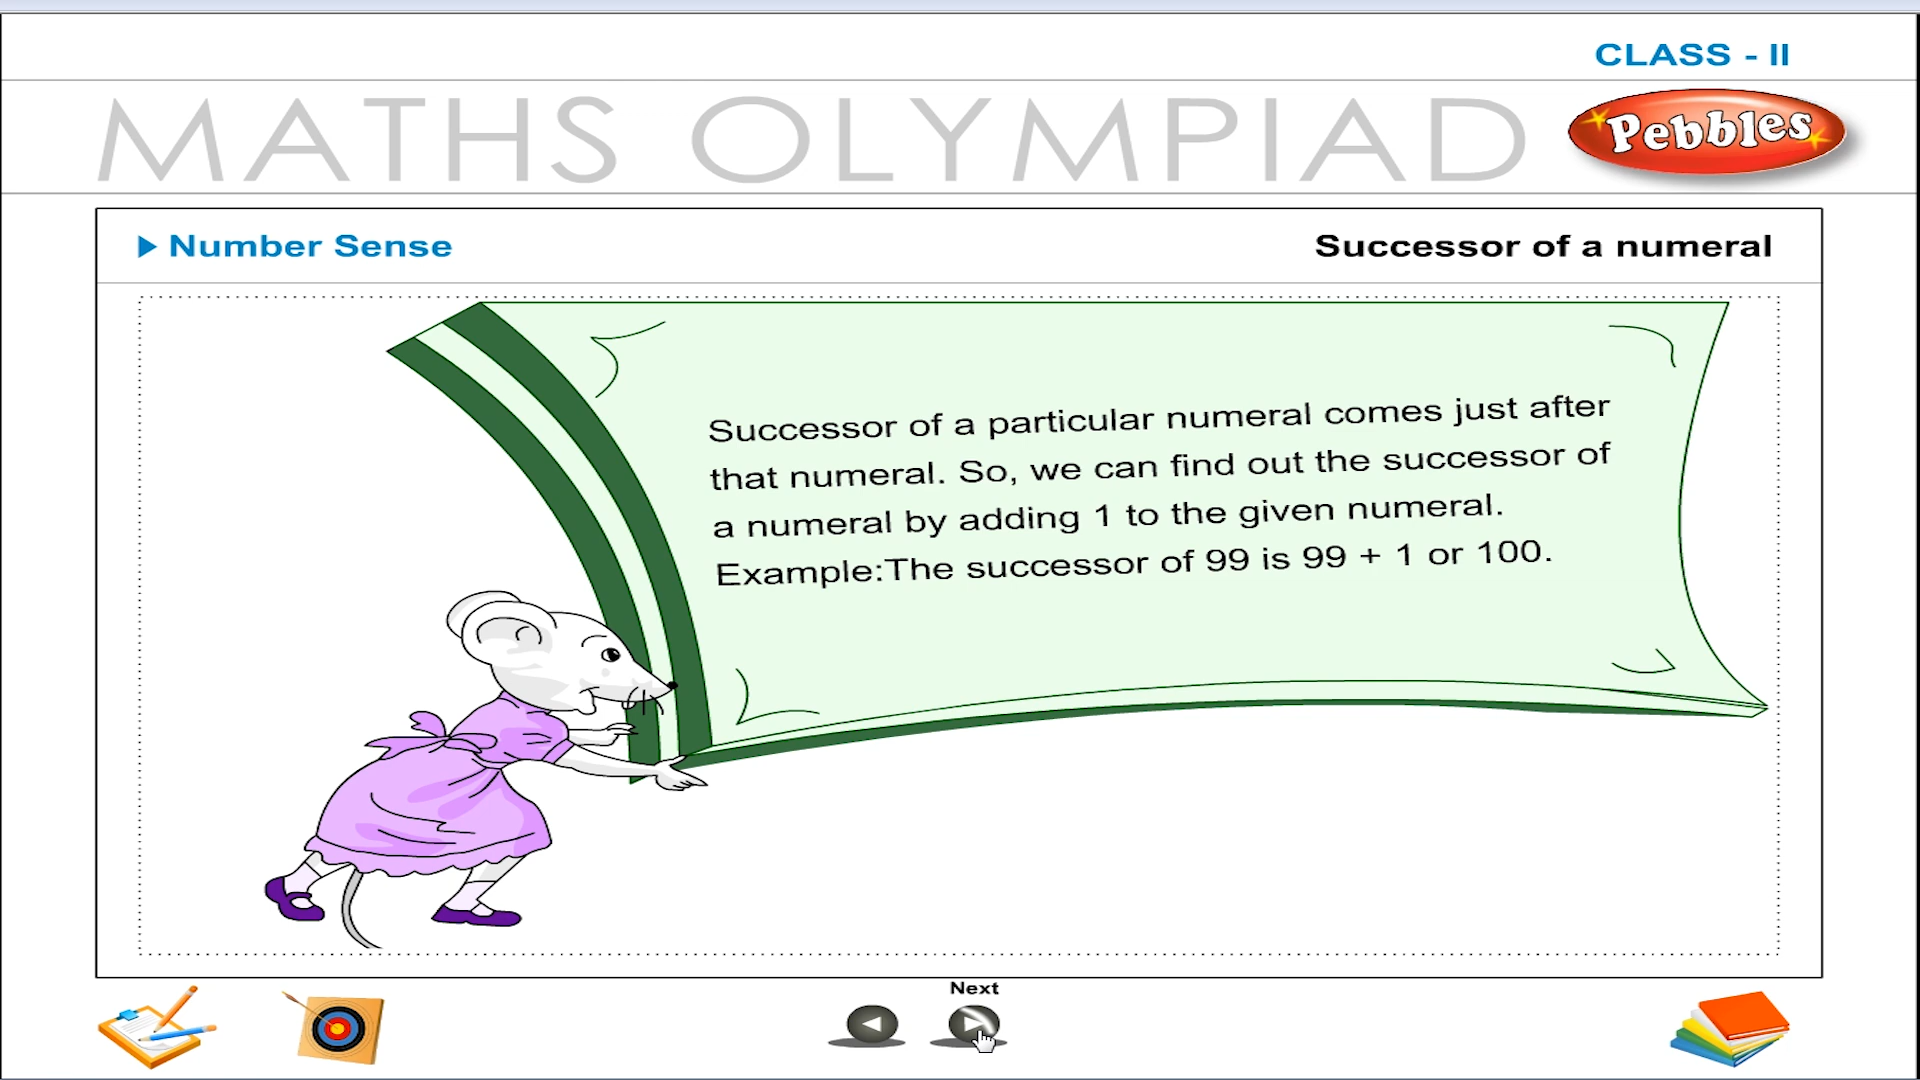 CLASS - II
MATHS OLYMPIAD
Pebbles
Number Sense
Successor of a numeral
Successor of a particular numeral comes just after
that numeral. So, we can find out the successor of
a numeral by adding 1 to the given numeral.
Example:The successor of 99 is 99 + 1 or 100.
Next